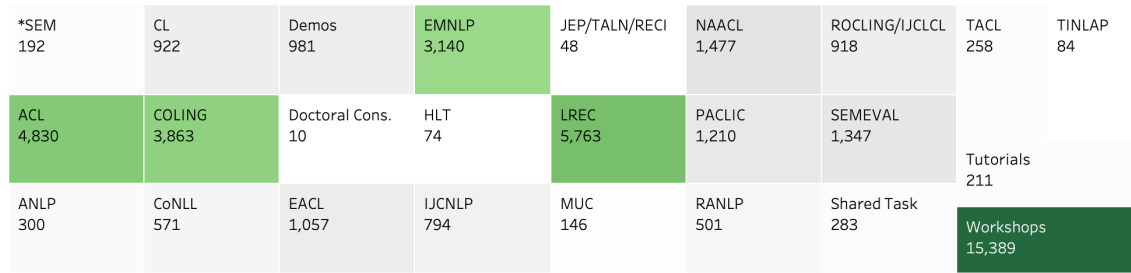 *SEM
192
CL
922
Demos
981
EMNLP
3,140
JEP/TALN/RECI
48
NAACL
1,477
ROCLING/IJCLCL
918
TACL
258
TINLAP
84
ACL
4,830
COLING
3,863
Doctoral Cons.
10
HLT
74
LREC
5,763
PACLIC
1,210
SEMEVAL
1,347
Tutorials
211
ANLP
300
CoNLL
571
EACL
1,057
IJCNLP
794
MUC
146
RANLP
501
Shared Task
283
Workshops
15,389